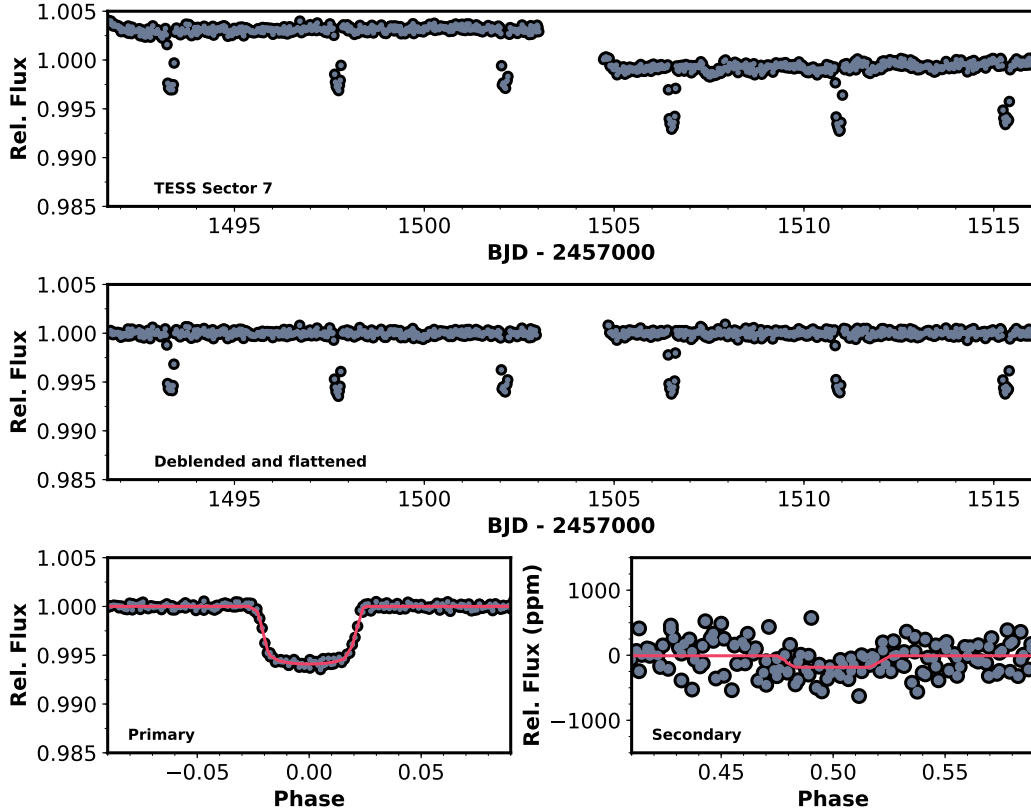 1.005
1.000
0.995
0.990
0.985
Rel. Flux
TESS Sector 7
1495 1500 1505 1510 1515
BJD - 2457000
1.005
1.000
0.995
0.990
0.985
Rel. Flux
Deblended and flattened
1495 1500 1505 1510 1515
BJD - 2457000
1.005
1.000
0.995
0.990
0.985
Rel. Flux
Primary
−0.05 0.00 0.05
Phase
1000
0
−1000
Rel. Flux (ppm)
Secondary
0.45 0.50 0.55
Phase